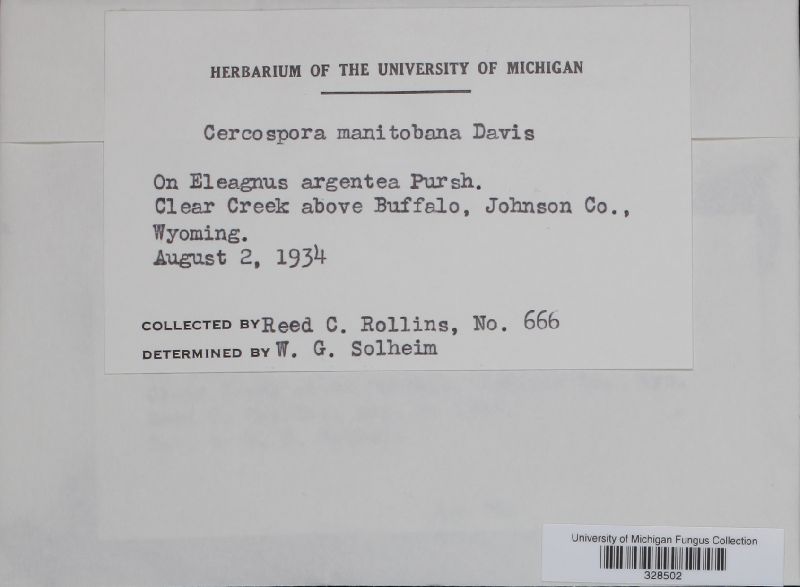 HERBARIUM OF THE UNIVERSITY OF MICHIGAN
Cercospora manitobana Davis
On Eleagnus argentea Pursh.
Clear Creek above Buffalo, Johnson Co.,
Wyoming.
August 2, 1934
COLLECTED BY Reed C. Rollins, No. 666
DETERMINED BY W. G. Solheim
University of Michigan Fungus Collection
328502